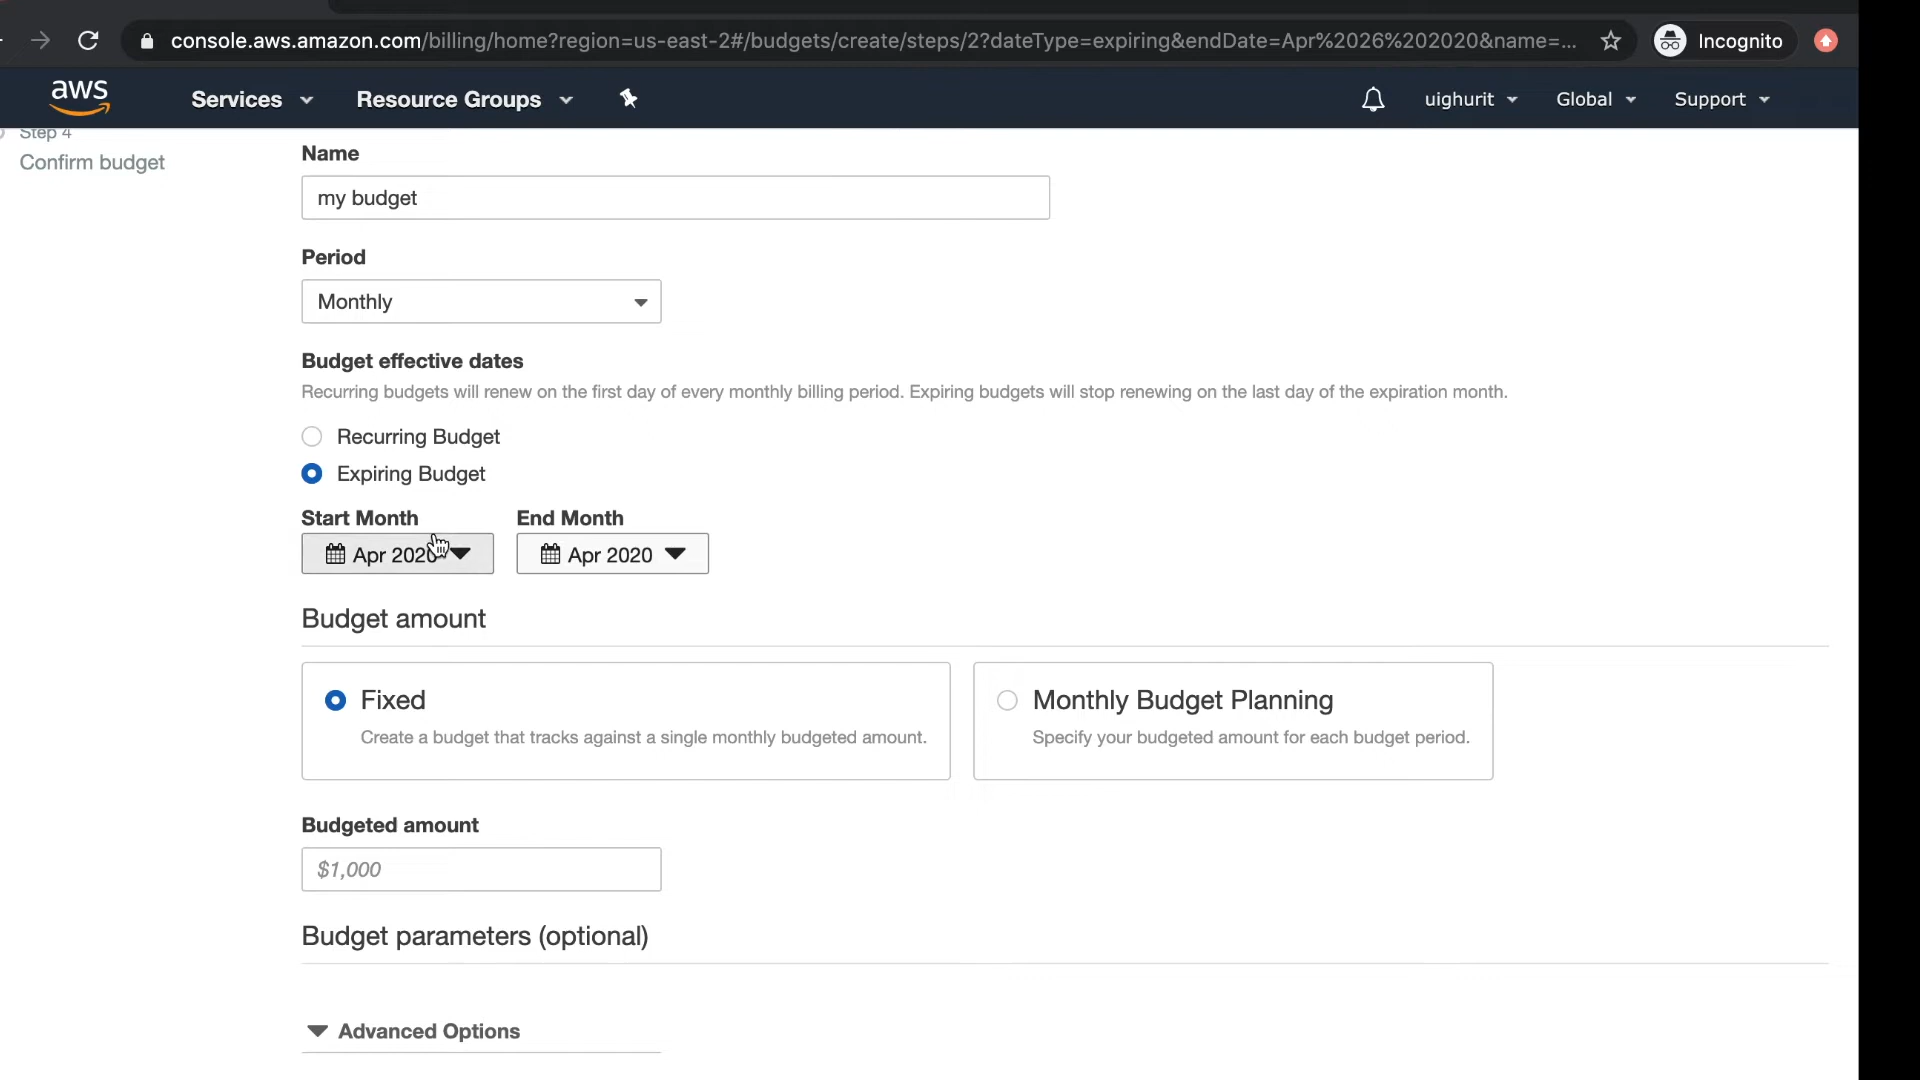 console.aws.amazon.com/billing/home?region=us-east-2#/budgets/create/steps/2?dateType=expiring&endDate=Apr%2026%202020&name=...
Incognito
aws
Services
Resource Groups
uighurit
Global
Support
Step 4
Confirm budget
Name
my budget
Period
Monthly
Budget effective dates
Recurring budgets will renew on the first day of every monthly billing period. Expiring budgets will stop renewing on the last day of the expiration month.
Recurring Budget
Expiring Budget
Start Month
End Month
Apr 2020
Apr 2020
Budget amount
Fixed
Create a budget that tracks against a single monthly budgeted amount.
Monthly Budget Planning
Specify your budgeted amount for each budget period.
Budgeted amount
$1,000
Budget parameters (optional)
Advanced Options